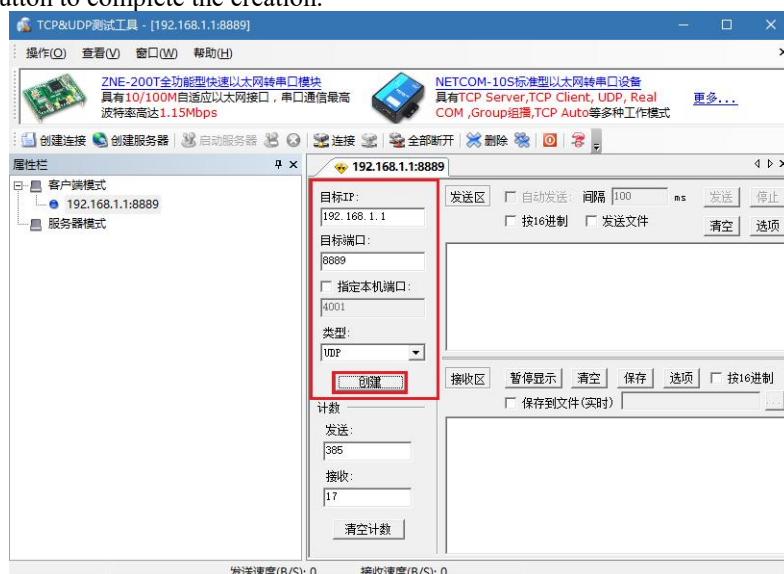 button to complete the creation.
TCP&UDP测试工具 - [192.168.1.1:8889]
操作(O) 查看(V) 窗口(W) 帮助(H)
ZNE-200T全功能型快速以太网转串口模块
具有10/100M自适应以太网接口，串口通信最高
波特率高达1.15Mbps
NETCOM-10S标准型以太网转串口设备
具有TCP Server,TCP Client, UDP, Real
COM ,Group组播,TCP Auto等多种工作模式
更多...
创建连接 创建服务器 启动服务器 连接 全部断开 删除
属性栏
客户端模式
192.168.1.1:8889
服务器模式
192.168.1.1:8889
目标IP:
192.168.1.1
目标端口:
8889
指定本机端口:
4001
类型:
UDP
创建
计数
发送:
385
接收:
17
清空计数
发送区 自动发送: 间隔 100 ms 发送 停止
按16进制 发送文件 清空 选项
接收区 暂停显示 清空 保存 选项 按16进制
保存到文件(实时) ...
发送速度(B/S): 0 接收速度(B/S): 0